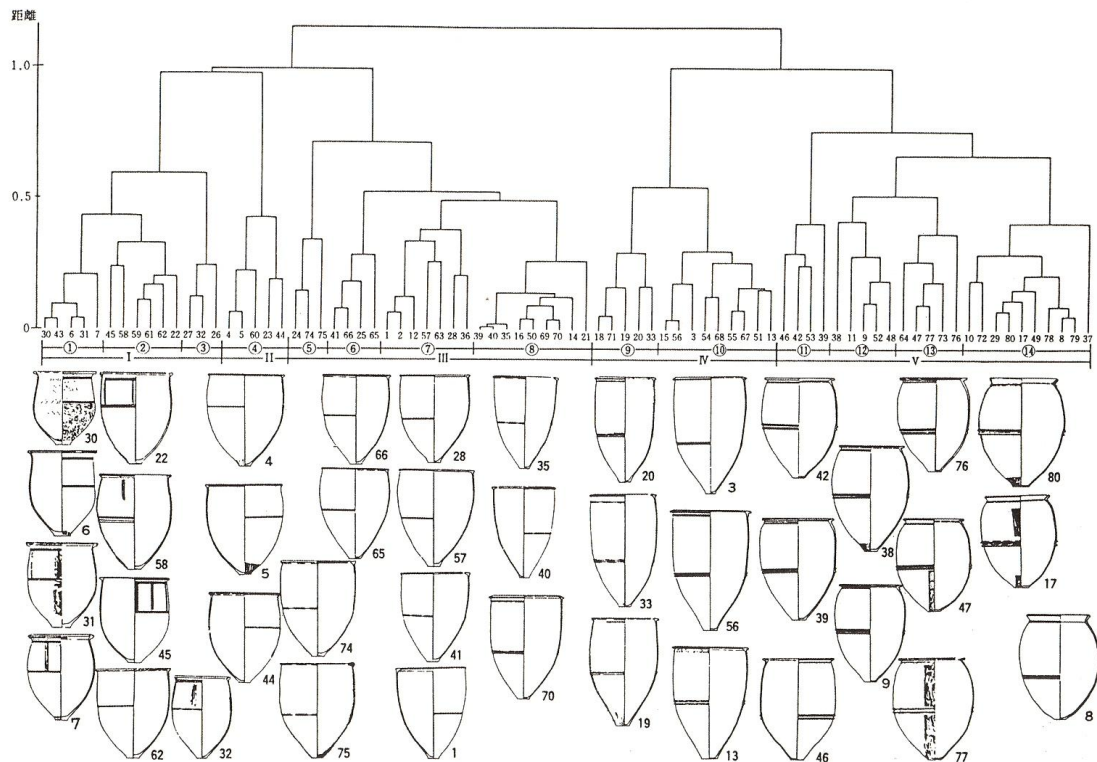 距離
1.0
0.5
0
30 43 6 31 7 45 58 59 61 62 22 27 32 26 4 5 60 23 44 24 74 75 41 66 25 65 1 2 12 57 63 28 36 39 40 35 16 50 69 70 14 21 18 71 19 20 33 15 56 3 54 68 55 67 51 13 46 42 53 39 38 11 9 52 48 64 47 77 73 76 10 72 29 80 17 49 78 8 79 37
① ② ③ ④ ⑤ ⑥ ⑦ ⑧ ⑨ ⑩ ⑪ ⑫ ⑬ ⑭
I II III IV V
30 22 4 66 28 35 20 3 42 38 76 80
6 58 5 65 57 40 33 56 39 9 47 17
31 45 44 74 41 70 19 13 46 77 8
7 62 32 75 1